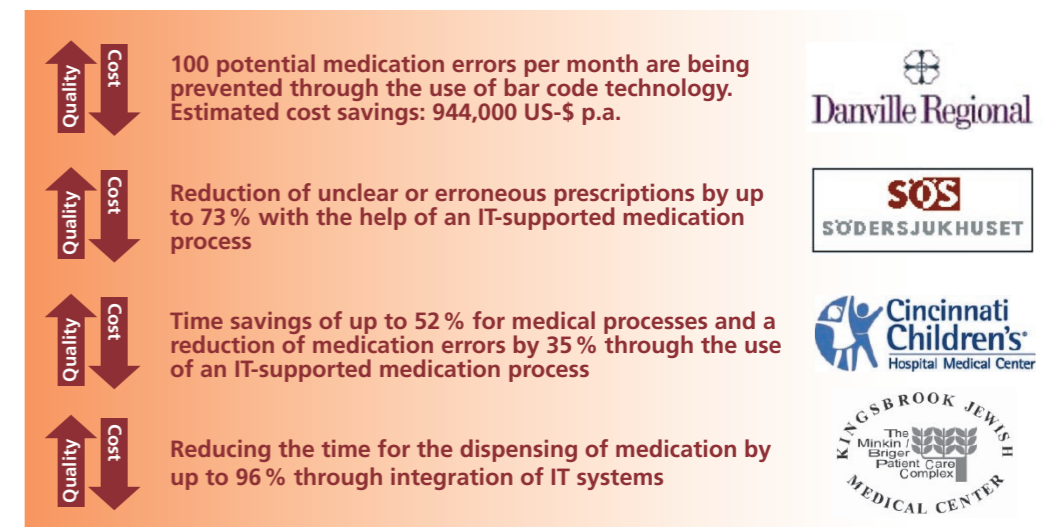 Quality
Cost
100 potential medication errors per month are being
prevented through the use of bar code technology.
Estimated cost savings: 944,000 US-$ p.a.
Danville Regional
Quality
Cost
Reduction of unclear or erroneous prescriptions by up
to 73 % with the help of an IT-supported medication
process
SÖS
SÖDERSJUKHUSET
Quality
Cost
Time savings of up to 52 % for medical processes and a
reduction of medication errors by 35 % through the use
of an IT-supported medication process
Cincinnati
Children's
Hospital Medical Center
Quality
Cost
Reducing the time for the dispensing of medication by
up to 96 % through integration of IT systems
KINGSBROOK JEWISH
The
Minkin /
Briger
Patient Care
Complex
MEDICAL CENTER